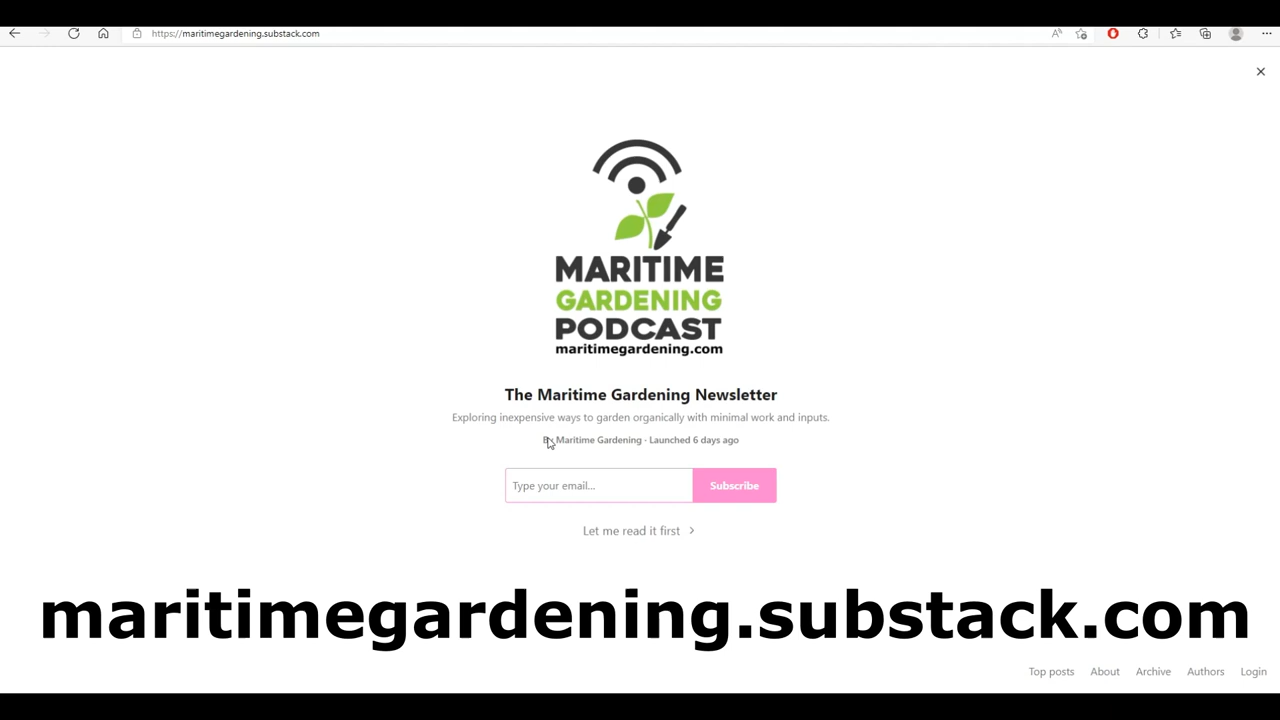 https://maritimegardening.substack.com
MARITIME
GARDENING
PODCAST
maritimegardening.com
The Maritime Gardening Newsletter
Exploring inexpensive ways to garden organically with minimal work and inputs.
By Maritime Gardening · Launched 6 days ago
Type your email...
Subscribe
Let me read it first
maritimegardening.substack.com
Top posts About Archive Authors Login